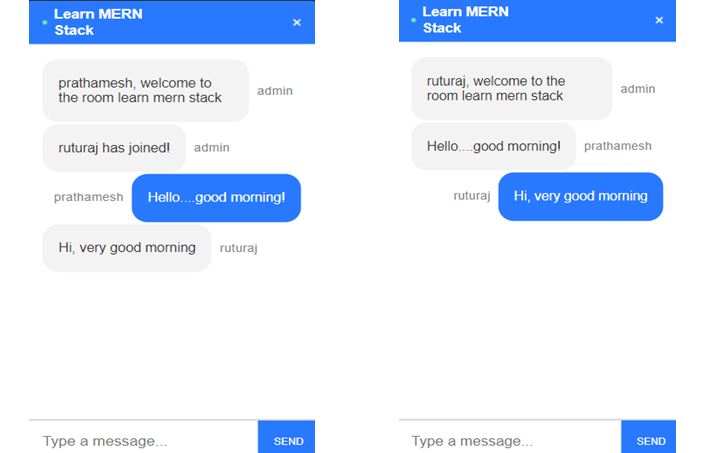 Learn MERN
Stack
×
prathamesh, welcome to
the room learn mern stack
admin
ruturaj has joined!
admin
prathamesh
Hello....good morning!
Hi, very good morning
ruturaj
Type a message...
SEND
Learn MERN
Stack
×
ruturaj, welcome to the
room learn mern stack
admin
Hello....good morning!
prathamesh
ruturaj
Hi, very good morning
Type a message...
SEND